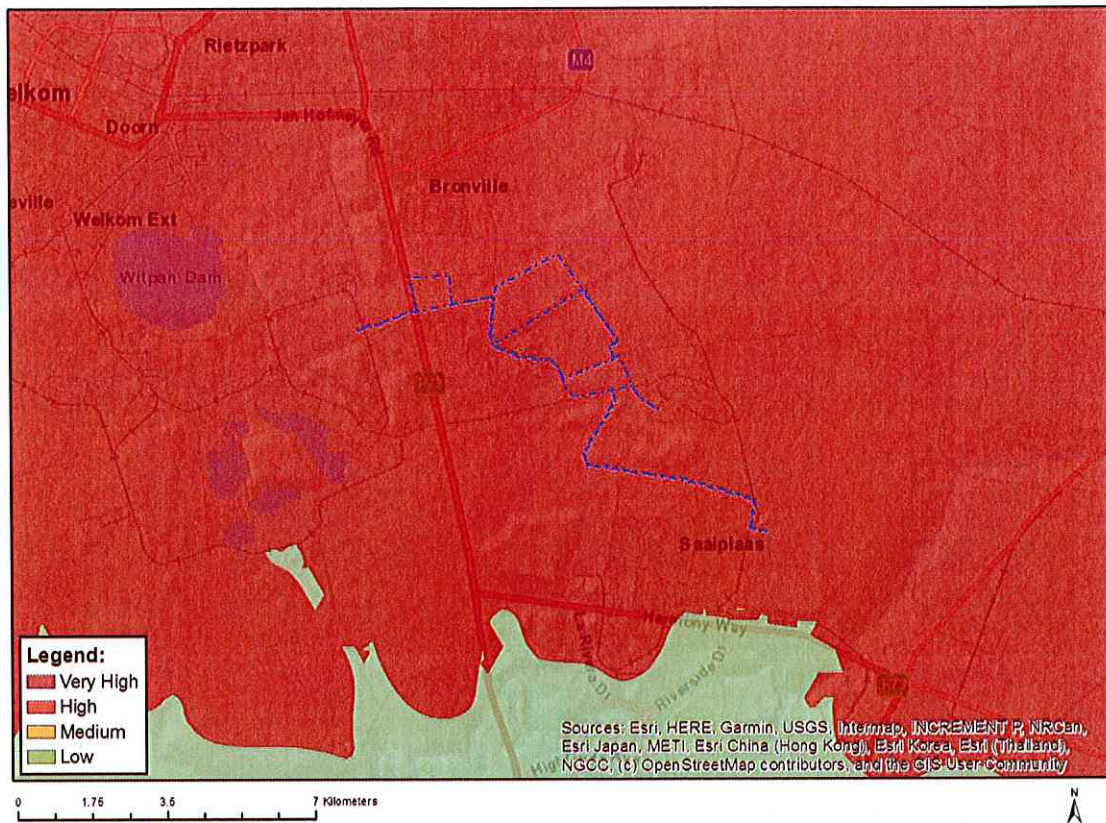 Rietzpark
M4
elkom
Doorn
Jan Hofmeyr
Bronville
eville
Welkom Ext
Witpan Dam
Saaiplaas
Harmony Way
La Riviera Dr
Riverside Dr
Legend:
Very High
High
Medium
Low
High
Sources: Esri, HERE, Garmin, USGS, Intermap, INCREMENT P, NRCan,
Esri Japan, METI, Esri China (Hong Kong), Esri Korea, Esri (Thailand),
NGCC, (c) OpenStreetMap contributors, and the GIS User Community
0 1.75 3.5 7 Kilometers
N